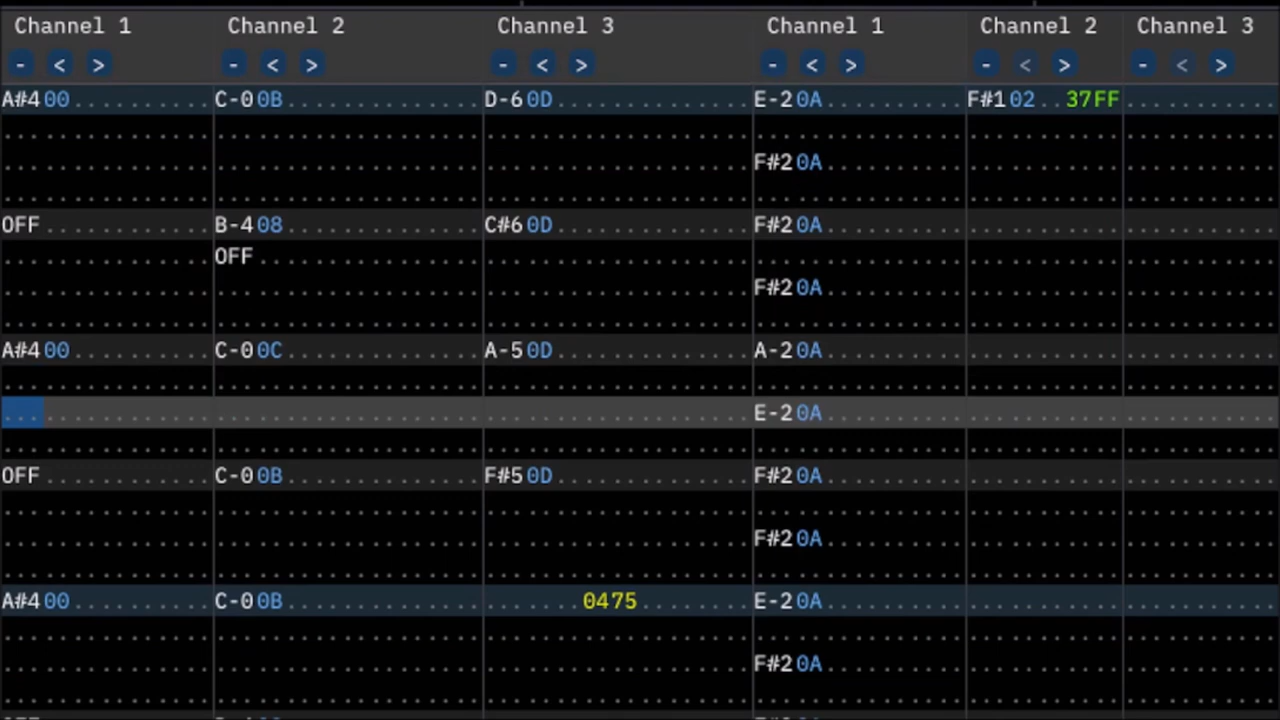 Channel 1 Channel 2 Channel 3 Channel 1 Channel 2 Channel 3
- < > - < > - < > - < > - < > - < >
A#4 00 C-0 0B D-6 0D E-2 0A F#1 02 .. 37FF
F#2 0A
OFF B-4 08 C#6 0D F#2 0A
OFF
F#2 0A
A#4 00 C-0 0C A-5 0D A-2 0A
... E-2 0A
OFF C-0 0B F#5 0D F#2 0A
F#2 0A
A#4 00 C-0 0B 0475 E-2 0A
F#2 0A